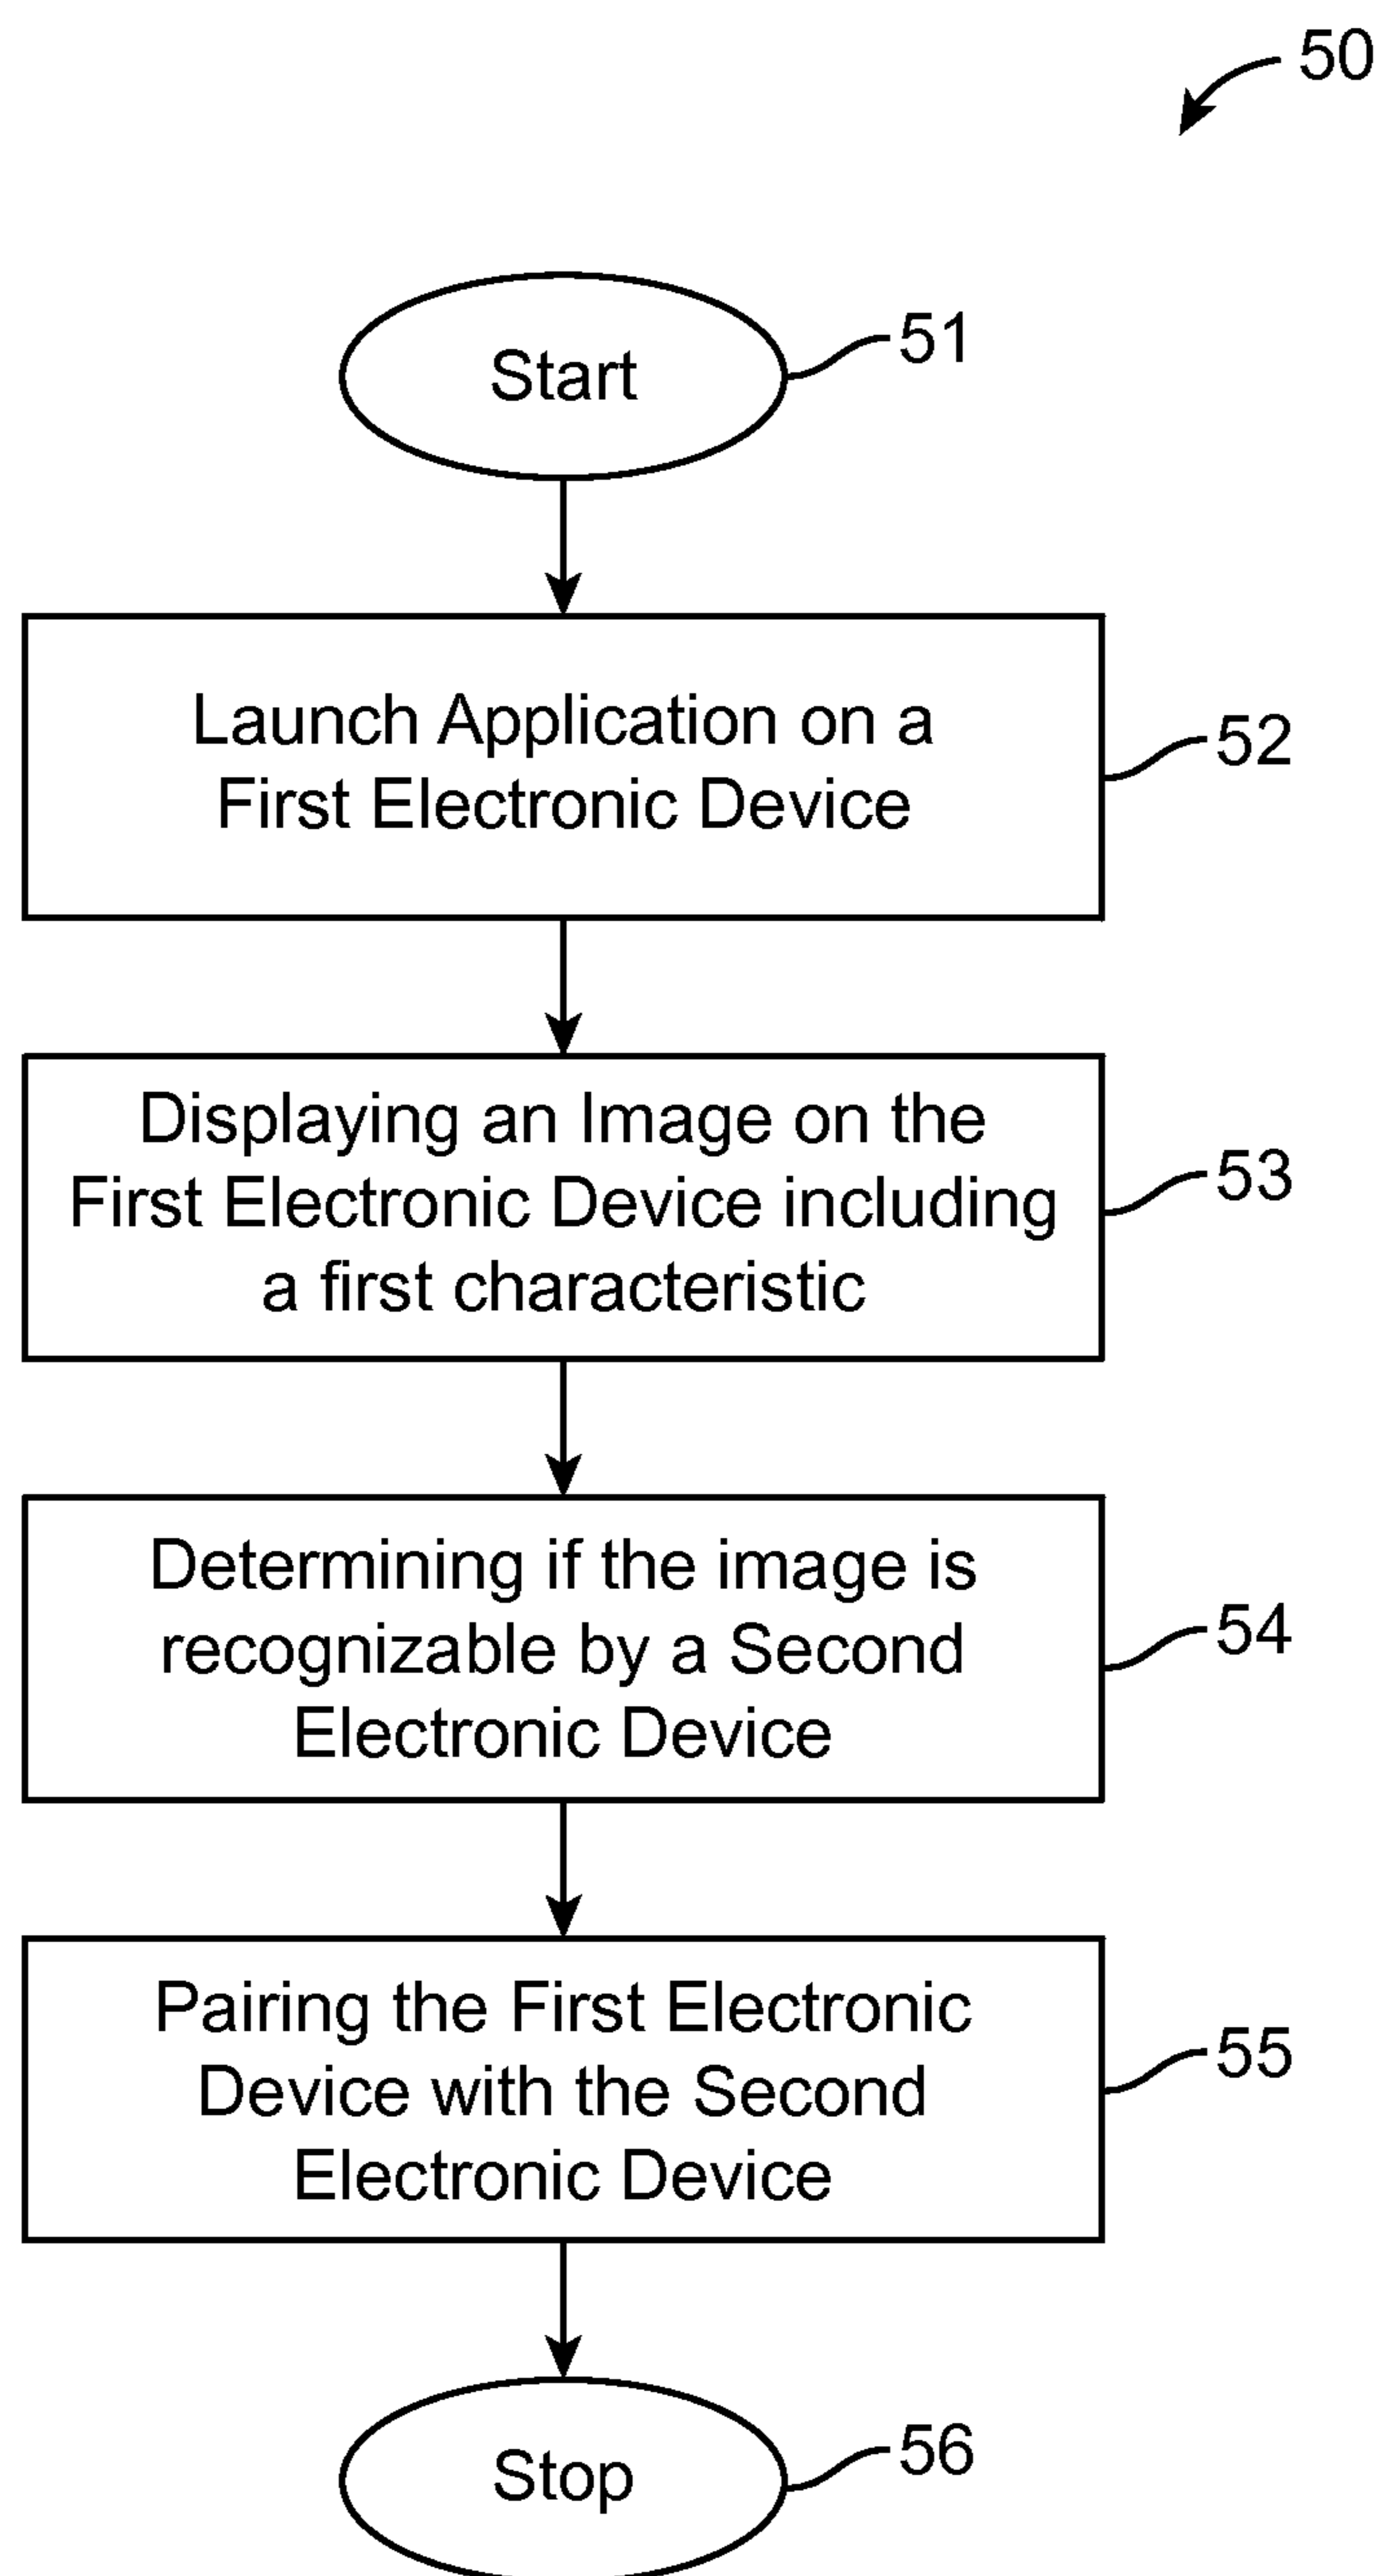 50
Start
51
Launch Application on a
First Electronic Device
52
Displaying an Image on the
First Electronic Device including
a first characteristic
53
Determining if the image is
recognizable by a Second
Electronic Device
54
Pairing the First Electronic
Device with the Second
Electronic Device
55
Stop
56